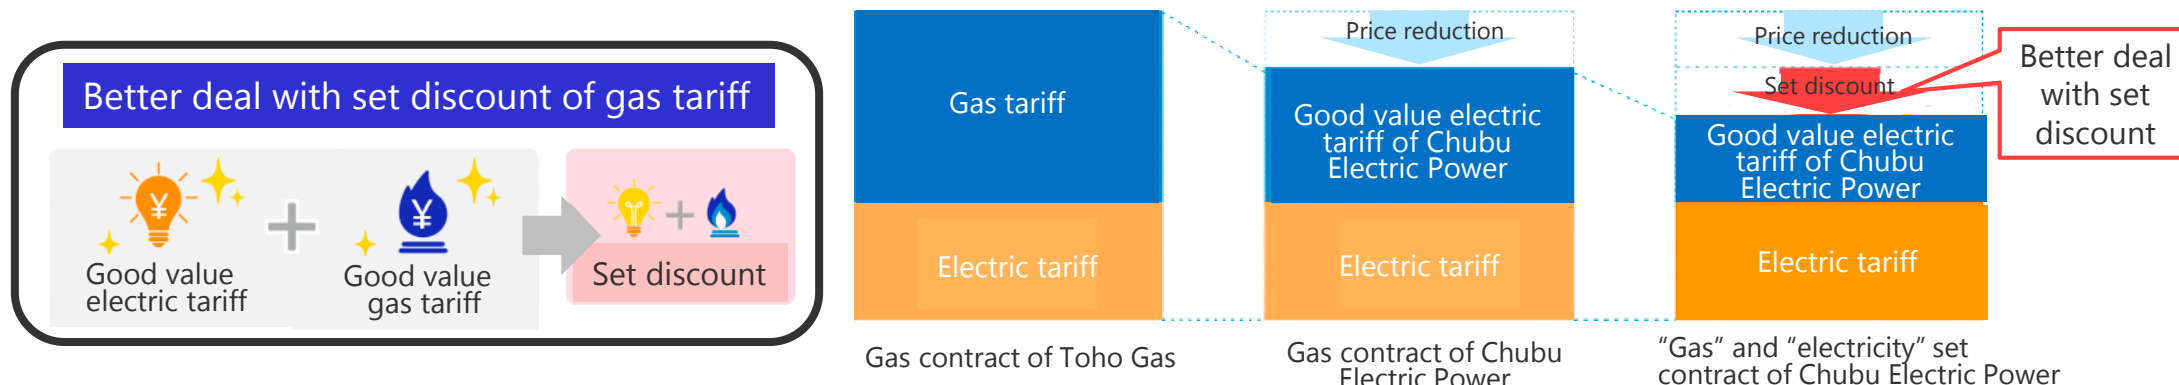 Better deal with set discount of gas tariff
Good value
electric tariff
Good value
gas tariff
Set discount
Gas tariff
Electric tariff
Gas contract of Toho Gas
Price reduction
Good value electric
tariff of Chubu
Electric Power
Electric tariff
Gas contract of Chubu
Electric Power
Price reduction
Set discount
Good value electric
tariff of Chubu
Electric Power
Electric tariff
“Gas” and “electricity” set
contract of Chubu Electric Power
Better deal
with set
discount